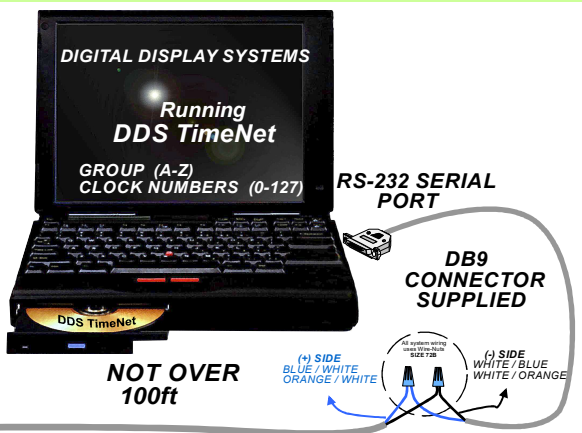 DIGITAL DISPLAY SYSTEMS
Running
DDS TimeNet
GROUP (A-Z)
CLOCK NUMBERS (0-127)
RS-232 SERIAL
PORT
DB9
CONNECTOR
SUPPLIED
DDS TimeNet
NOT OVER
100ft
All system wiring
uses Wire-Nuts
SIZE 72B
(+) SIDE
BLUE / WHITE
ORANGE / WHITE
(-) SIDE
WHITE / BLUE
WHITE / ORANGE